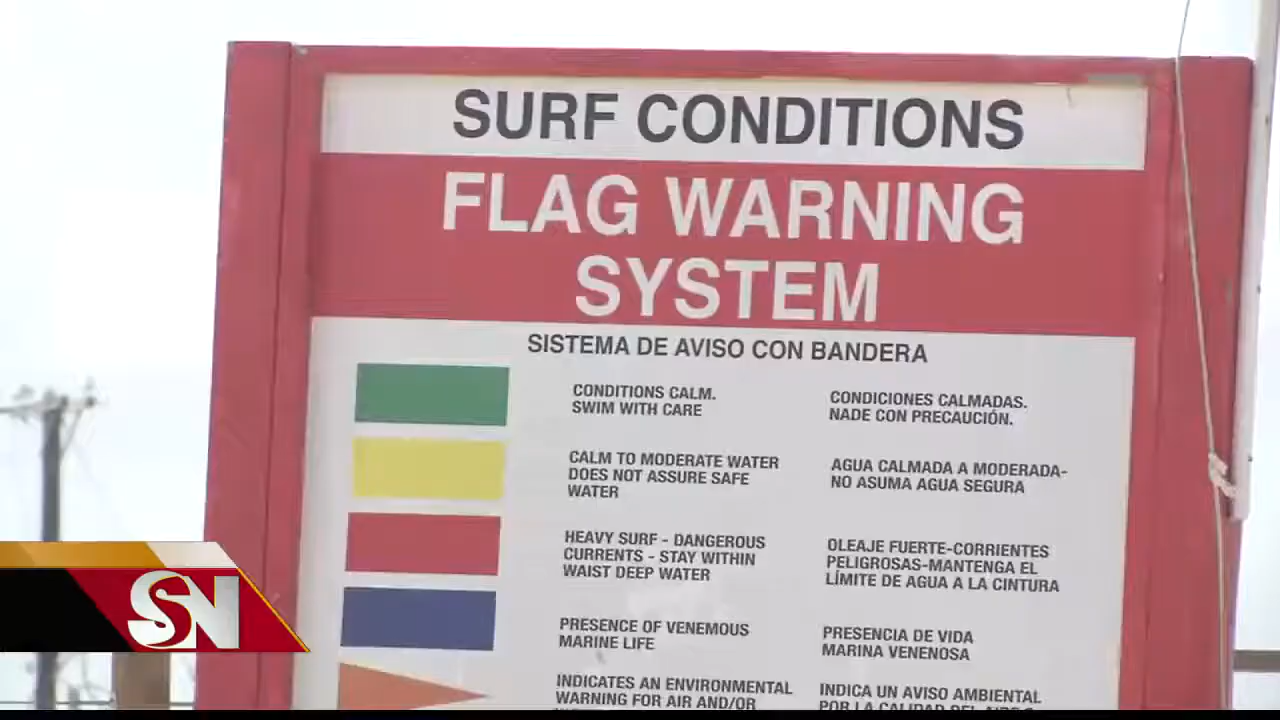 SURF CONDITIONS
FLAG WARNING
SYSTEM
SISTEMA DE AVISO CON BANDERA
CONDITIONS CALM.
SWIM WITH CARE
CONDICIONES CALMADAS.
NADE CON PRECAUCIÓN.
CALM TO MODERATE WATER
DOES NOT ASSURE SAFE
WATER
AGUA CALMADA A MODERADA-
NO ASUMA AGUA SEGURA
HEAVY SURF - DANGEROUS
CURRENTS - STAY WITHIN
WAIST DEEP WATER
OLEAJE FUERTE-CORRIENTES
PELIGROSAS-MANTENGA EL
LÍMITE DE AGUA A LA CINTURA
PRESENCE OF VENEMOUS
MARINE LIFE
PRESENCIA DE VIDA
MARINA VENENOSA
INDICATES AN ENVIRONMENTAL
WARNING FOR AIR AND/OR
INDICA UN AVISO AMBIENTAL
POR LA CALIDAD DEL
SN